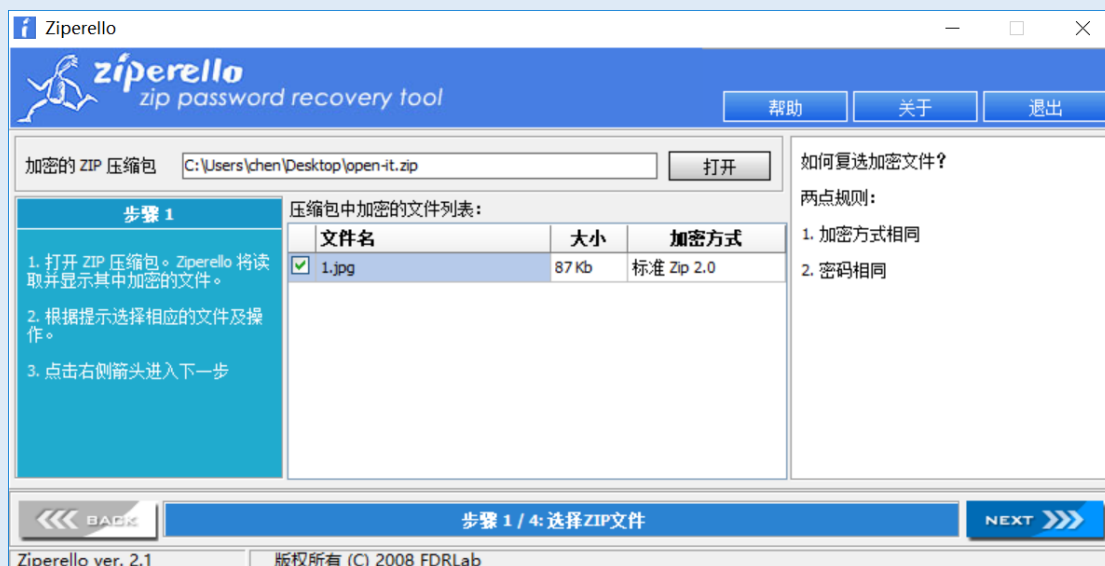 Ziperello
ziperello
zip password recovery tool
帮助 关于 退出
加密的 ZIP 压缩包 C:\Users\chen\Desktop\open-it.zip 打开
步骤 1
1. 打开 ZIP 压缩包。Ziperello 将读
取并显示其中加密的文件。
2. 根据提示选择相应的文件及操
作。
3. 点击右侧箭头进入下一步
压缩包中加密的文件列表：
文件名 大小 加密方式
1.jpg 87 Kb 标准 Zip 2.0
如何复选加密文件？
两点规则：
1. 加密方式相同
2. 密码相同
BACK 步骤 1 / 4: 选择ZIP文件 NEXT
Ziperello ver. 2.1 版权所有 (C) 2008 FDRLab